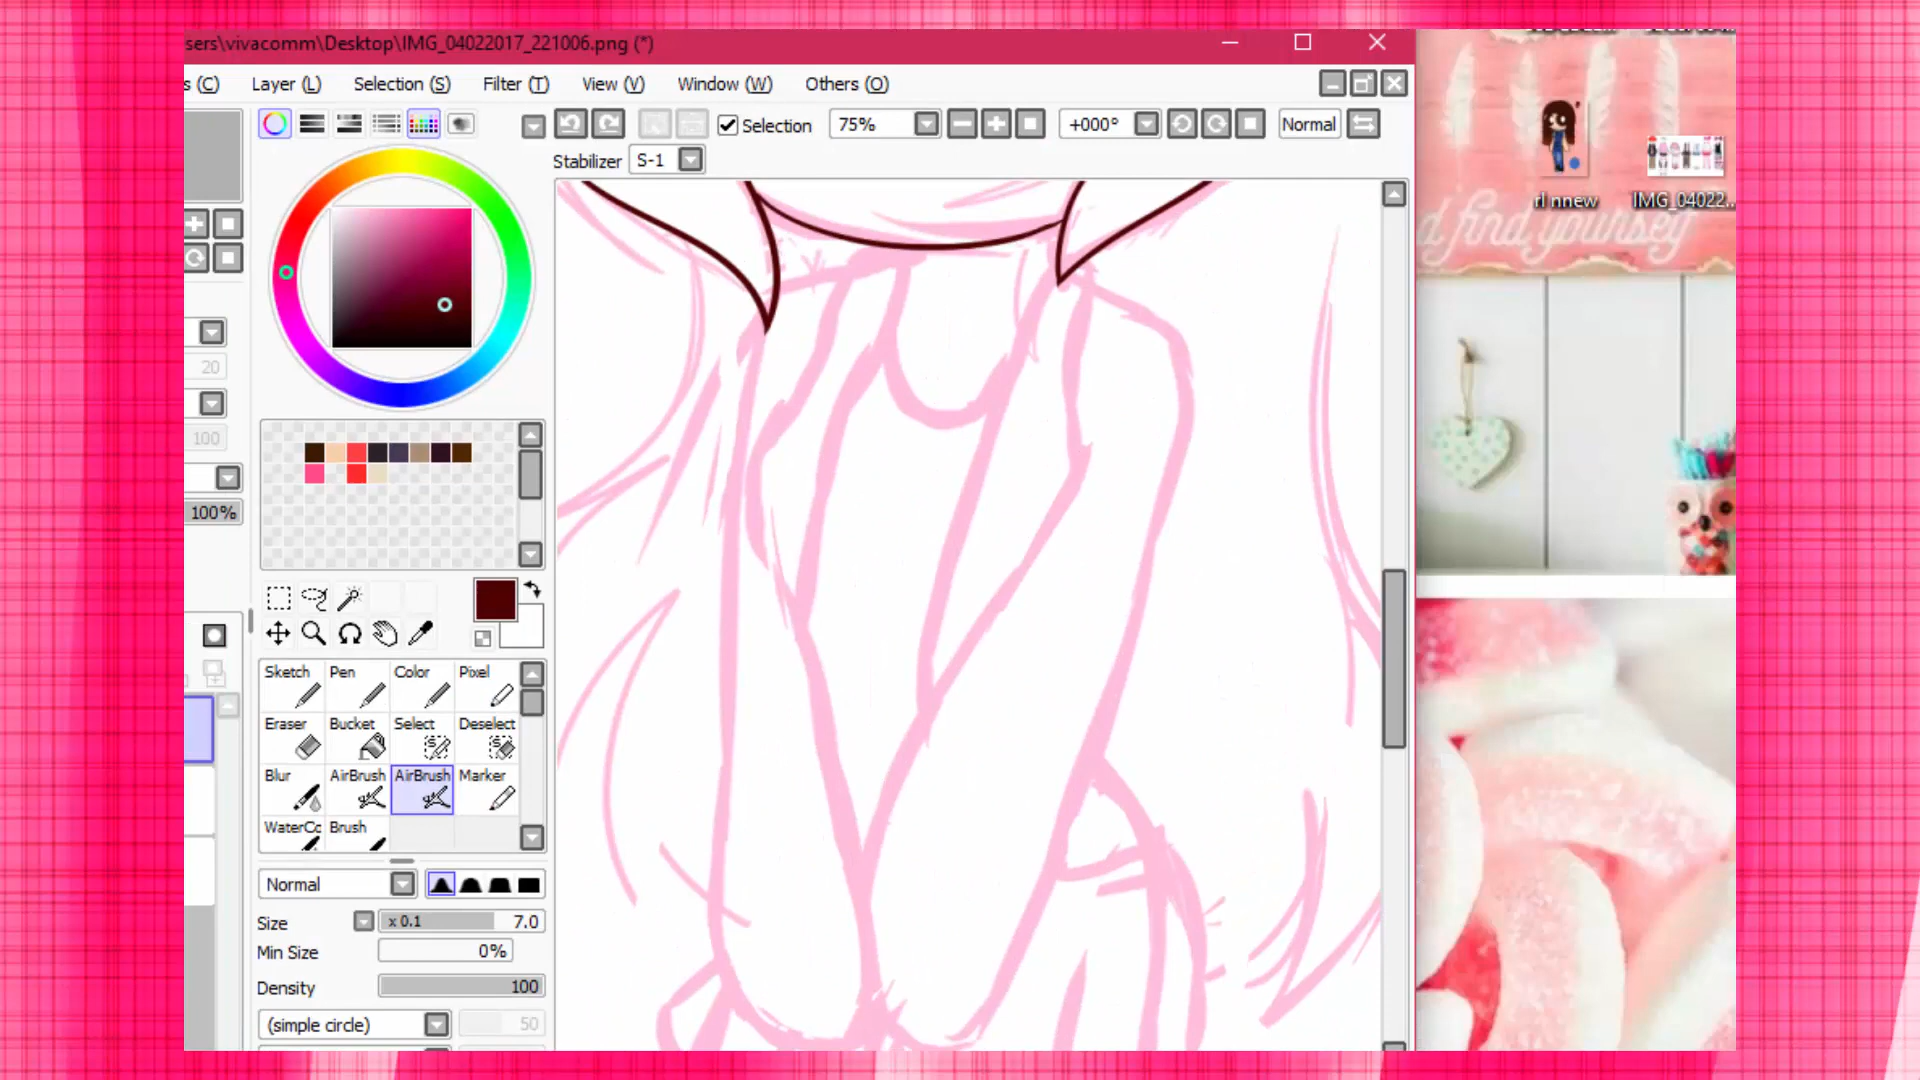 sers\vivacomm\Desktop\IMG_04022017_221006.png (*)
s (C) Layer (L) Selection (S) Filter (T) View (V) Window (W) Others (O)
Selection 75% +000° Normal
Stabilizer S-1
rl nnew IMG_04022...
d find yourself
20
100
100%
Sketch Pen Color Pixel
Eraser Bucket Select Deselect
Blur AirBrush AirBrush Marker
WaterCo Brush
Normal
Size x 0.1 7.0
Min Size 0%
Density 100
(simple circle) 50